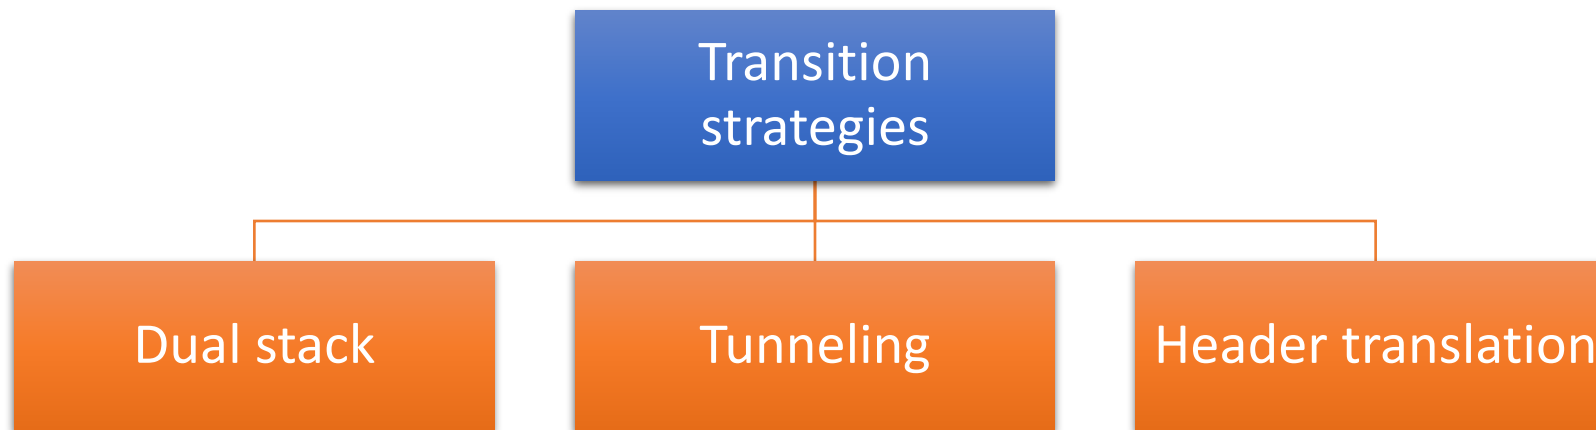 Transition
strategies
Dual stack
Tunneling
Header translation